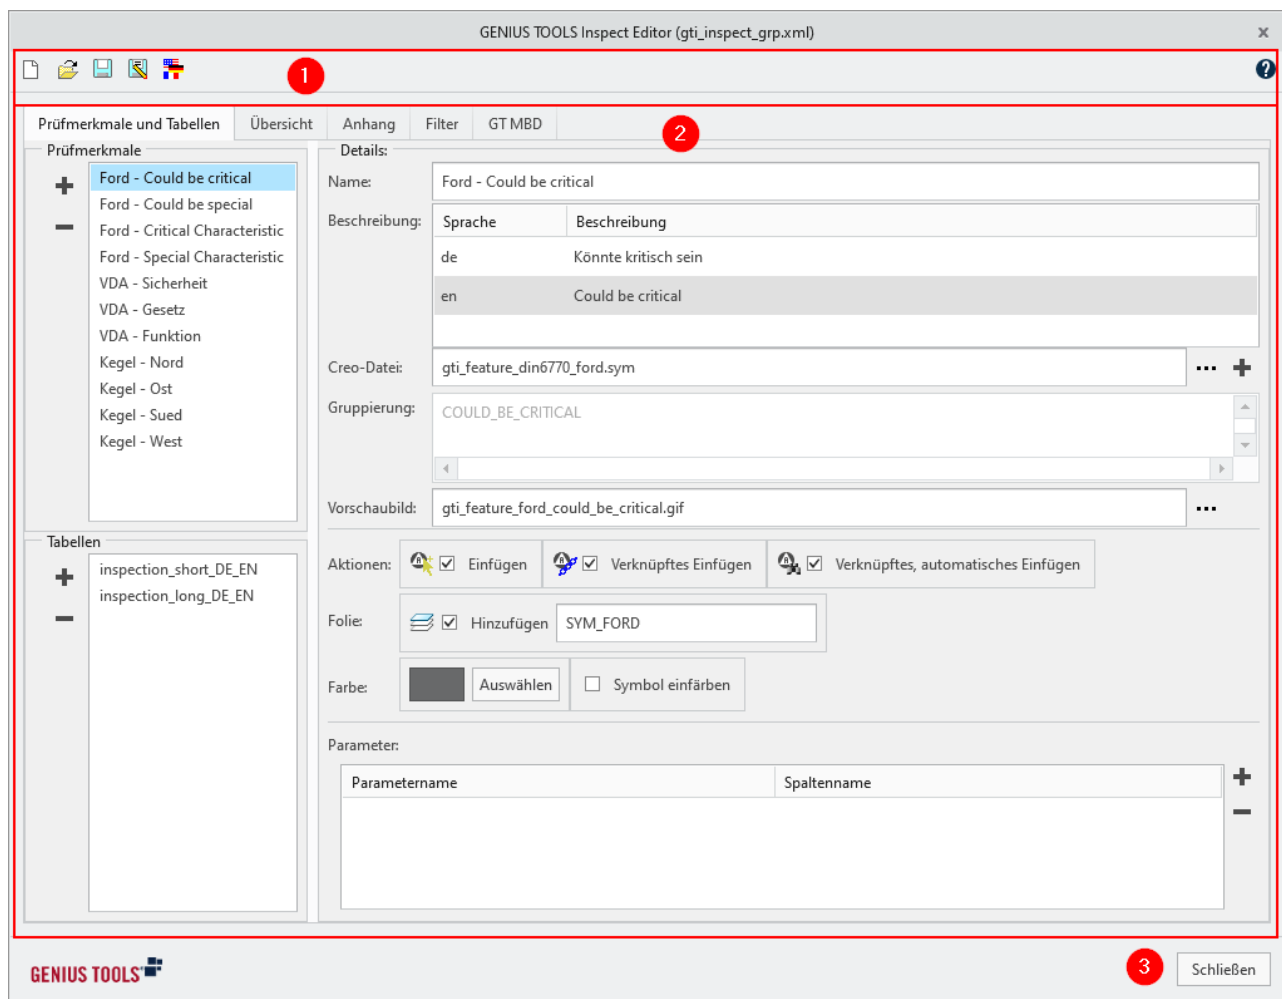 GENIUS TOOLS Inspect Editor (gti_inspect_grp.xml)
1
Prüfmerkmale und Tabellen Übersicht Anhang Filter GT MBD
2
Prüfmerkmale
Ford - Could be critical
Ford - Could be special
Ford - Critical Characteristic
Ford - Special Characteristic
VDA - Sicherheit
VDA - Gesetz
VDA - Funktion
Kegel - Nord
Kegel - Ost
Kegel - Sued
Kegel - West
Tabellen
inspection_short_DE_EN
inspection_long_DE_EN
Details:
Name: Ford - Could be critical
Beschreibung: Sprache Beschreibung
de Könnte kritisch sein
en Could be critical
Creo-Datei: gti_feature_din6770_ford.sym
Gruppierung: COULD_BE_CRITICAL
Vorschaubild: gti_feature_ford_could_be_critical.gif
Aktionen: Einfügen Verknüpftes Einfügen Verknüpftes, automatisches Einfügen
Folie: Hinzufügen SYM_FORD
Farbe: Auswählen Symbol einfärben
Parameter:
Parametername Spaltenname
GENIUS TOOLS
3
Schließen